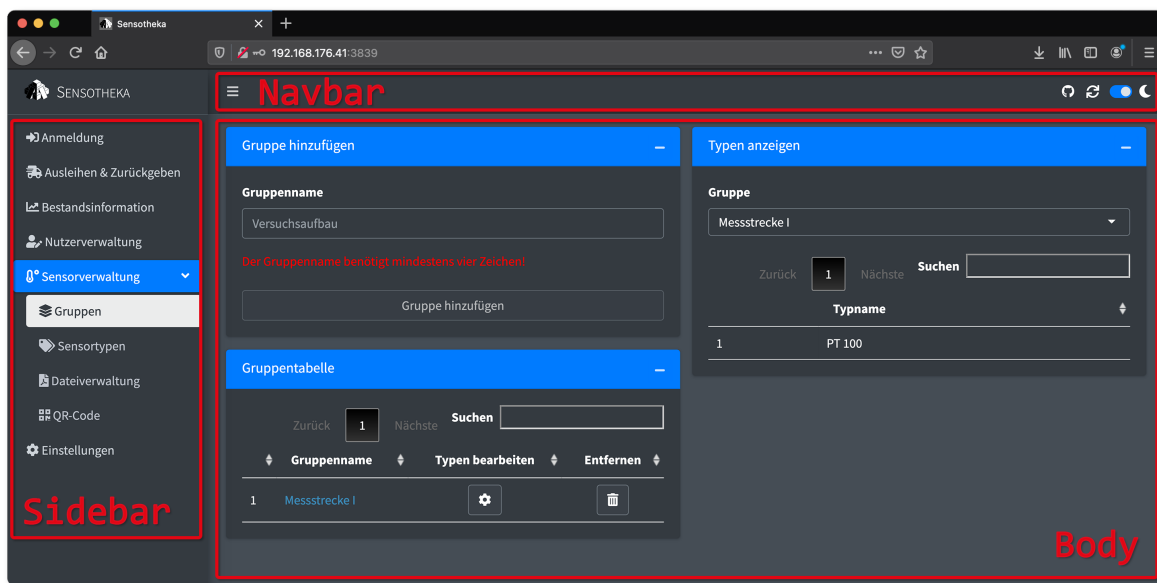 Sensotheka
192.168.176.41:3839
SENSOTHEKA
Navbar
Anmeldung
Ausleihen & Zurückgeben
Bestandsinformation
Nutzerverwaltung
Sensorverwaltung
Gruppen
Sensortypen
Dateiverwaltung
QR-Code
Einstellungen
Sidebar
Gruppe hinzufügen
Gruppenname
Versuchsaufbau
Der Gruppenname benötigt mindestens vier Zeichen!
Gruppe hinzufügen
Gruppentabelle
Zurück 1 Nächste Suchen
Gruppenname Typen bearbeiten Entfernen
1 Messstrecke I
Typen anzeigen
Gruppe
Messstrecke I
Zurück 1 Nächste Suchen
Typname
1 PT 100
Body